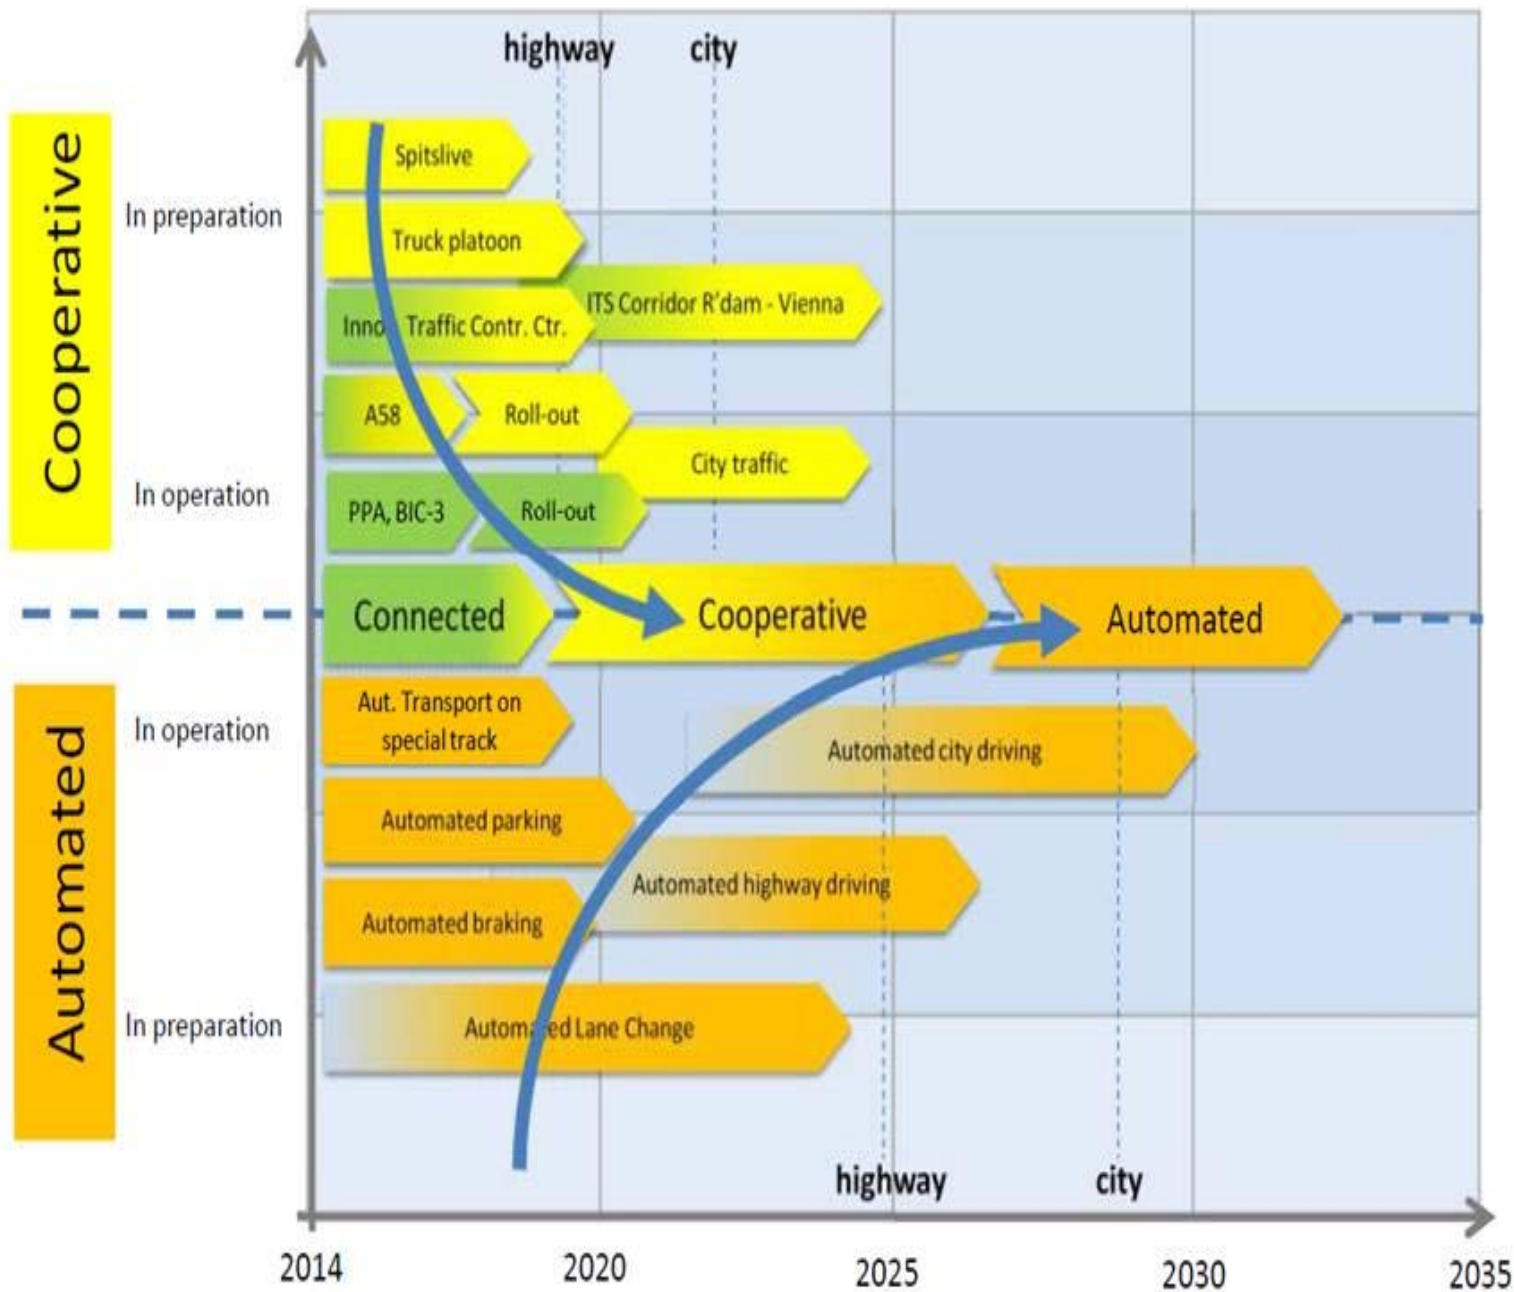 highway city
Cooperative
Spitslive
In preparation
Truck platoon
ITS Corridor R'dam - Vienna
Traffic Contr. Ctr.
A58
Roll-out
City traffic
In operation
PPA, BIC-3
Roll-out
Connected
Cooperative
Automated
Automated
Aut. Transport on
special track
In operation
Automated city driving
Automated parking
Automated highway driving
Automated braking
In preparation
Automated Lane Change
highway city
2014 2020 2025 2030 2035